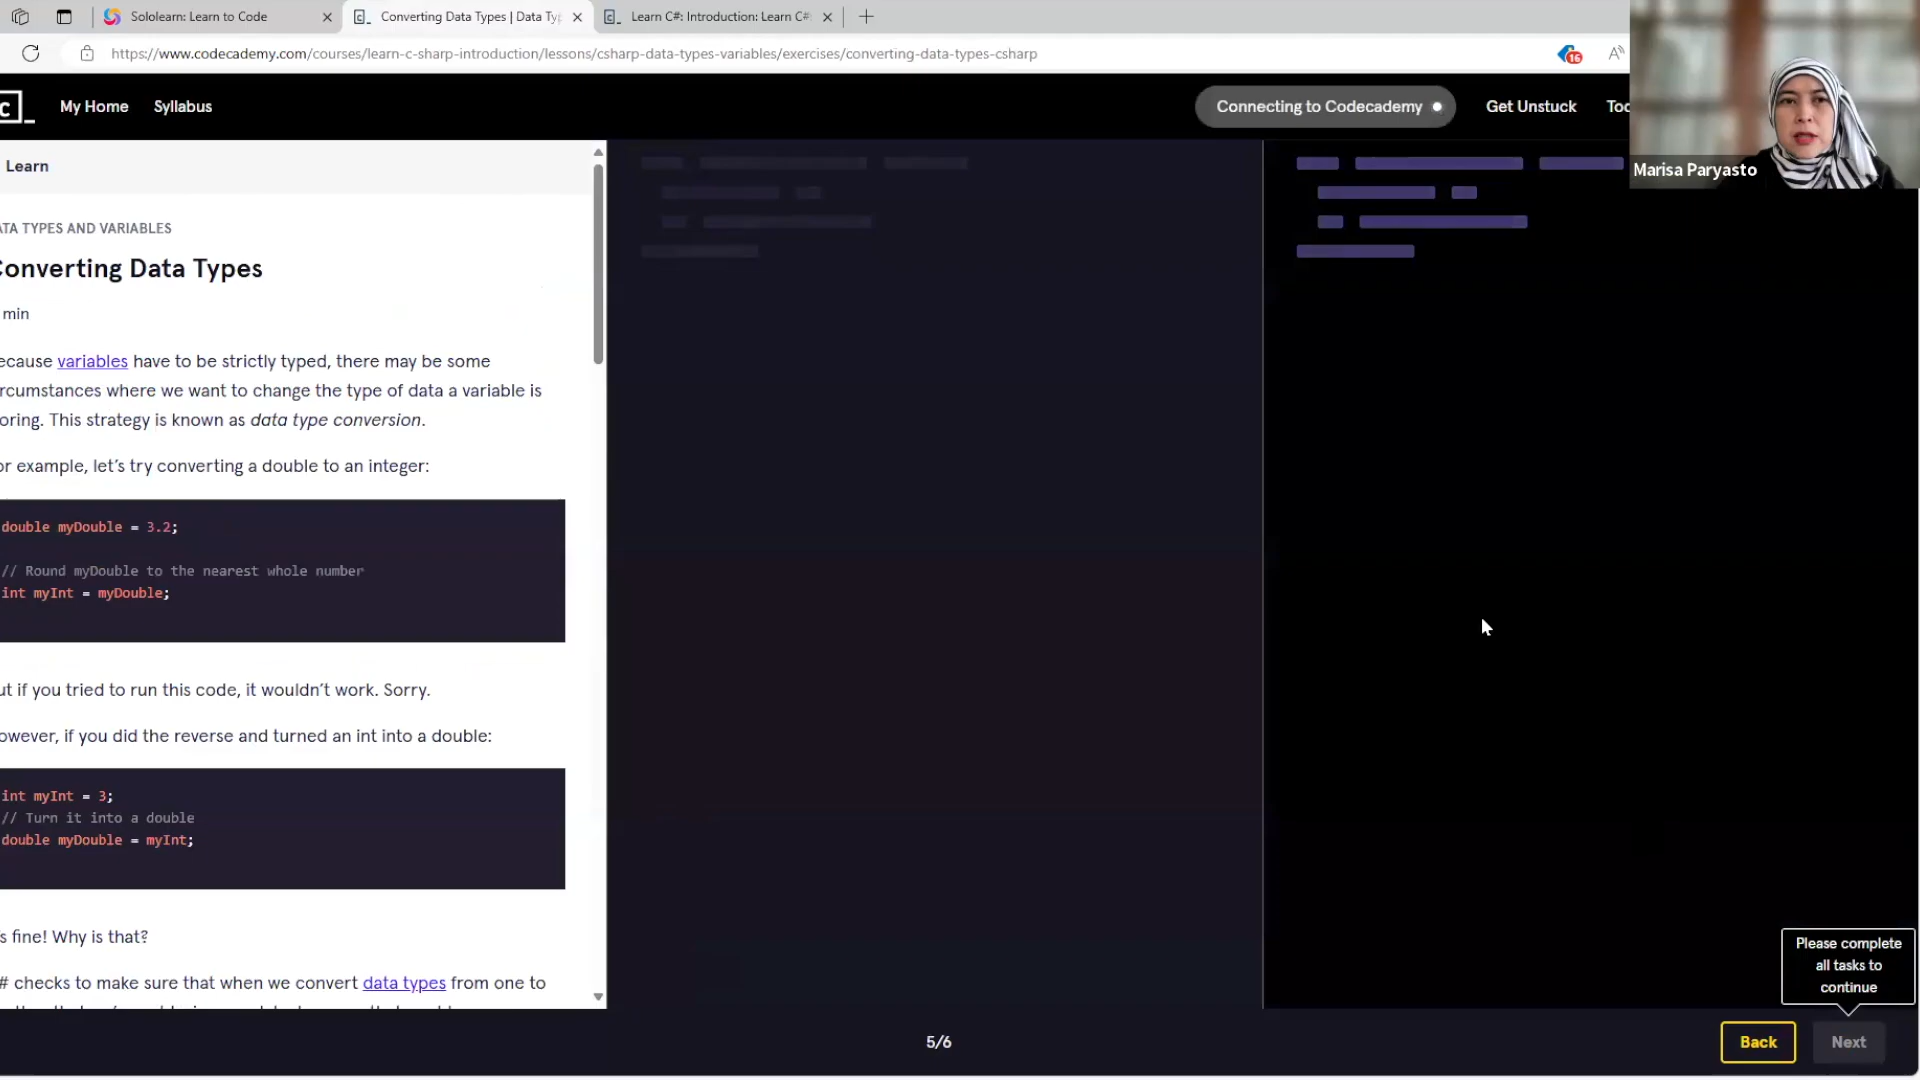 Sololearn: Learn to Code
Converting Data Types | Data Ty
Learn C#: Introduction: Learn C#
https://www.codecademy.com/courses/learn-c-sharp-introduction/lessons/csharp-data-types-variables/exercises/converting-data-types-csharp
16
c_
My Home
Syllabus
Connecting to Codecademy
Get Unstuck
Too
Marisa Paryasto
Learn
ATA TYPES AND VARIABLES
onverting Data Types
min
ecause variables have to be strictly typed, there may be some
rcumstances where we want to change the type of data a variable is
oring. This strategy is known as data type conversion.
or example, let's try converting a double to an integer:
double myDouble = 3.2;
// Round myDouble to the nearest whole number
int myInt = myDouble;
ut if you tried to run this code, it wouldn't work. Sorry.
owever, if you did the reverse and turned an int into a double:
int myInt = 3;
// Turn it into a double
double myDouble = myInt;
s fine! Why is that?
# checks to make sure that when we convert data types from one to
Please complete
all tasks to
continue
5/6
Back
Next